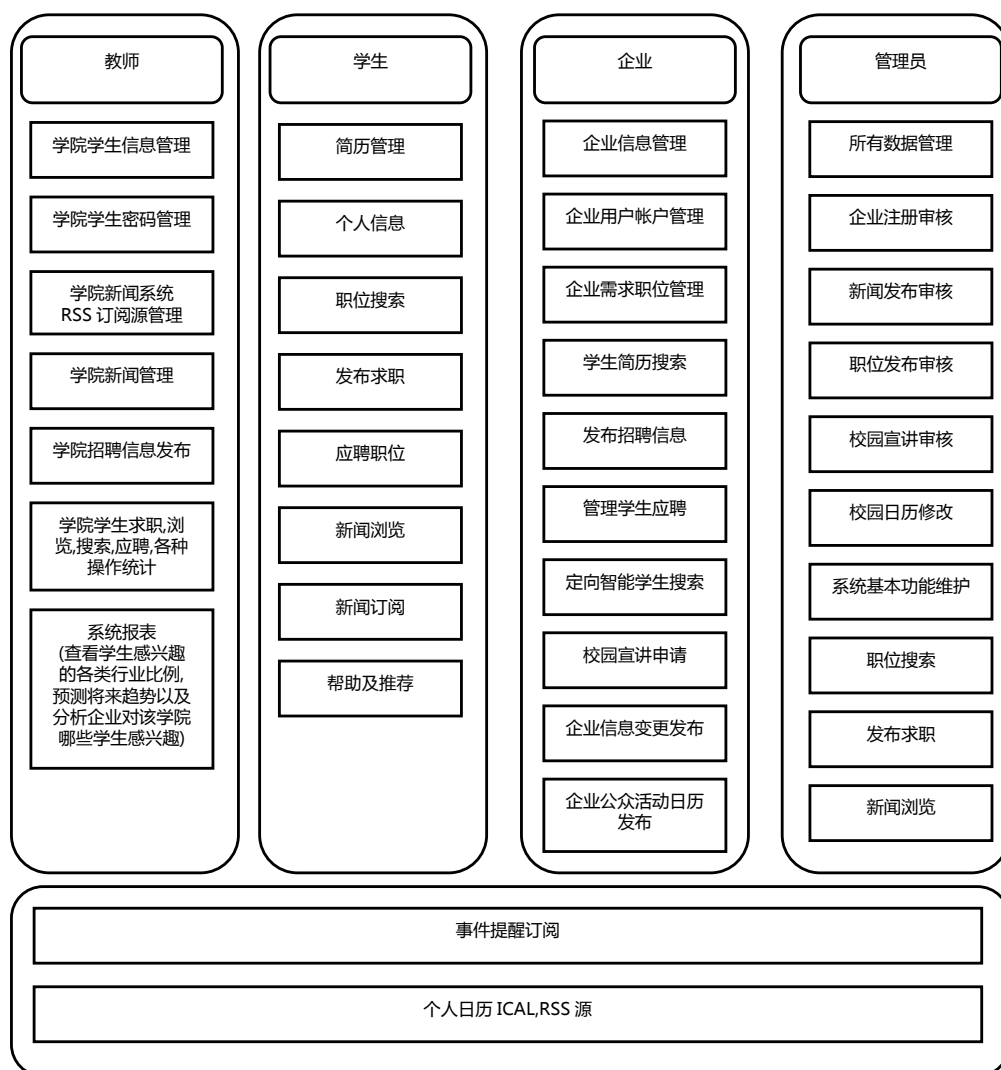 教师
学院学生信息管理
学院学生密码管理
学院新闻系统
RSS 订阅源管理
学院新闻管理
学院招聘信息发布
学院学生求职,浏
览,搜索,应聘,各种
操作统计
系统报表
(查看学生感兴趣
的各类行业比例,
预测将来趋势以及
分析企业对该学院
哪些学生感兴趣)
学生
简历管理
个人信息
职位搜索
发布求职
应聘职位
新闻浏览
新闻订阅
帮助及推荐
企业
企业信息管理
企业用户帐户管理
企业需求职位管理
学生简历搜索
发布招聘信息
管理学生应聘
定向智能学生搜索
校园宣讲申请
企业信息变更发布
企业公众活动日历
发布
管理员
所有数据管理
企业注册审核
新闻发布审核
职位发布审核
校园宣讲审核
校园日历修改
系统基本功能维护
职位搜索
发布求职
新闻浏览
事件提醒订阅
个人日历 ICAL,RSS 源